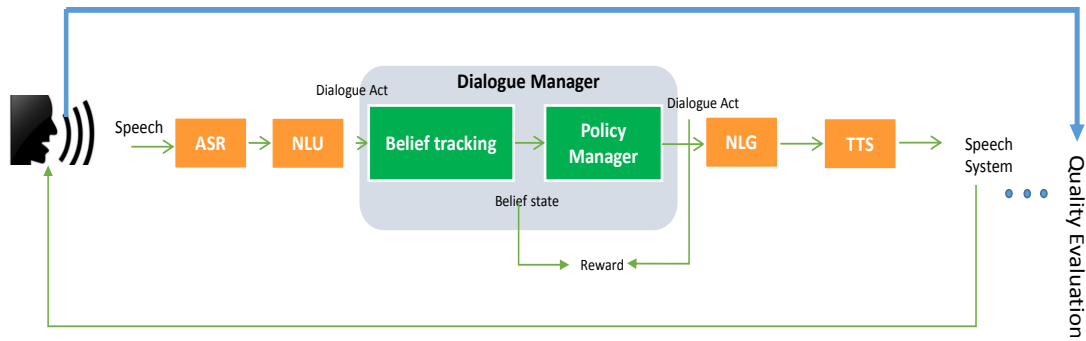 Dialogue Manager
Dialogue Act
Dialogue Act
Speech
ASR
NLU
Belief tracking
Policy
Manager
NLG
TTS
Speech
System
Belief state
Reward
Quality Evaluation